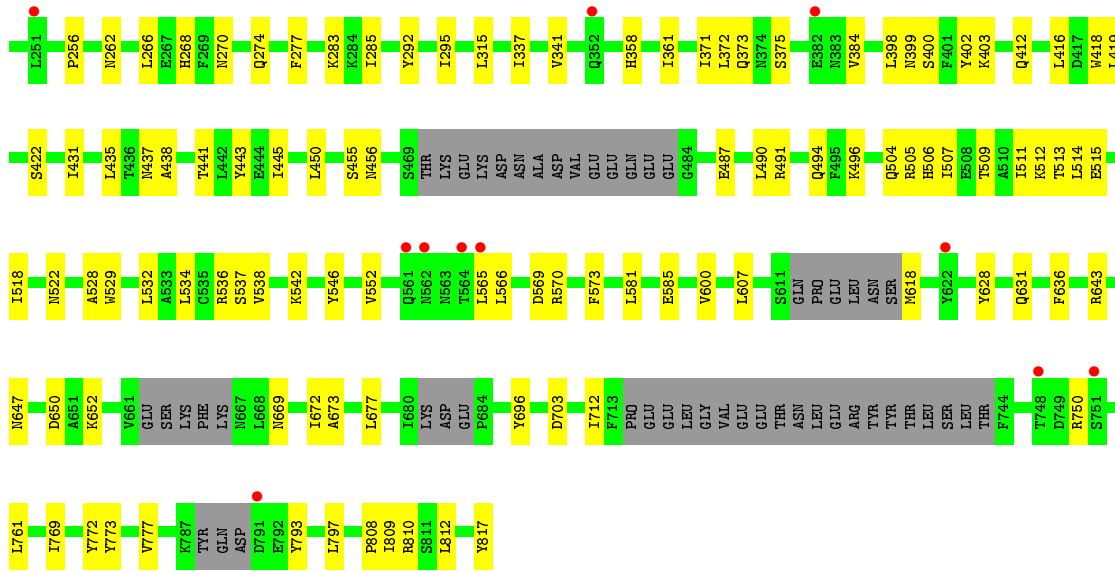 L251 P256 N262 L266 E267 H268 F269 N270 Q274 F277 K283 K284 I285 Y292 I295 L315 I337 V341 Q352 H358 I361 I371 L372 Q373 N374 S375 E382 N383 V384 L398 N399 S400 F401 Y402 K403 Q412 L416 D417 W418
S422 I431 L435 T436 N437 A438 T441 L442 Y443 E444 I445 L450 S455 N456 S469 THR LYS GLU LYS ASP ASN ALA ASP VAL GLU GLU GLN GLU GLU G484 E487 L490 R491 Q494 F495 K496 Q504 R505 H506 I507 E508 T509 A510 I511 K512 T513 L514 E515
I518 N522 A528 W529 L532 A533 L534 C535 R536 S537 V538 K542 Y546 V552 Q561 N562 N563 T564 L565 L566 D569 R570 F573 L581 E585 V600 L607 S611 GLN PRO GLU LEU ASN SER M618 Y622 Y628 Q631 F636 R643
N647 D650 A651 K652 V661 GLU SER LYS PHE LYS N667 L668 N669 I672 A673 L677 I680 LYS ASP GLU P684 Y696 D703 I712 F713 PRO GLU GLU LEU GLY VAL GLU GLU THR ASN LEU GLU ARG TYR TYR THR LEU SER LEU THR F744 T748 D749 R750 S751
L761 I769 Y772 Y773 V777 K787 TYR GLN ASP D791 E792 Y793 L797 P808 I809 R810 S811 L812 Y817